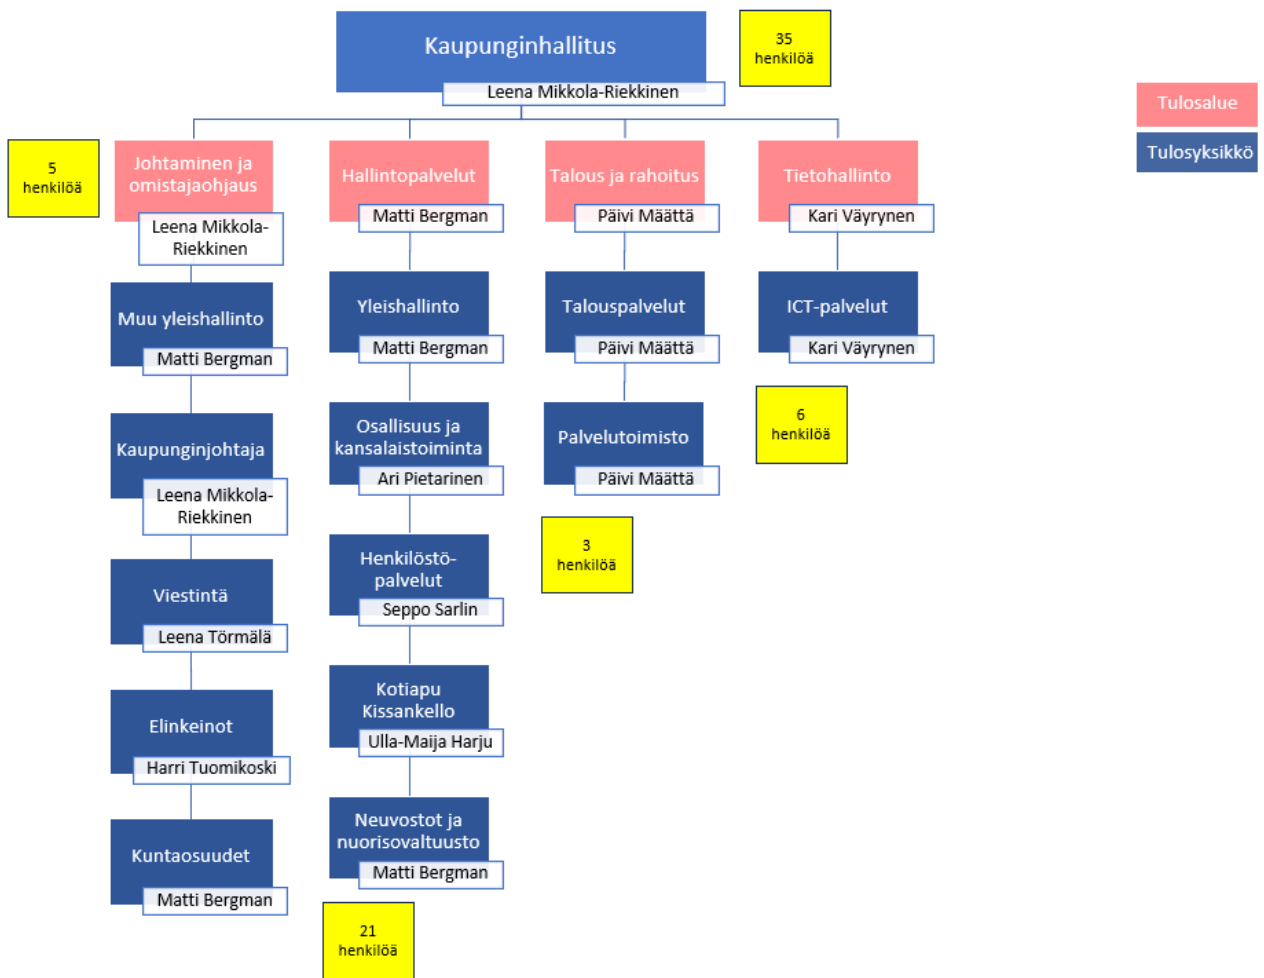 Kaupunginhallitus
Leena Mikkola-Riekkinen
35
henkilöä
Tulosalue
Tulosyksikkö
5
henkilöä
Johtaminen ja
omistajaohjaus
Leena Mikkola-
Riekkinen
Muu yleishallinto
Matti Bergman
Kaupunginjohtaja
Leena Mikkola-
Riekkinen
Viestintä
Leena Törmälä
Elinkeinot
Harri Tuomikoski
Kuntaosuudet
Matti Bergman
Hallintopalvelut
Matti Bergman
Yleishallinto
Matti Bergman
Osallisuus ja
kansalaistoiminta
Ari Pietarinen
Henkilöstö-
palvelut
Seppo Sarlin
Kotiapu
Kissankello
Ulla-Maija Harju
Neuvostot ja
nuorisovaltuusto
Matti Bergman
21
henkilöä
Talous ja rahoitus
Päivi Määttä
Talouspalvelut
Päivi Määttä
Palvelutoimisto
Päivi Määttä
3
henkilöä
Tietohallinto
Kari Väyrynen
ICT-palvelut
Kari Väyrynen
6
henkilöä